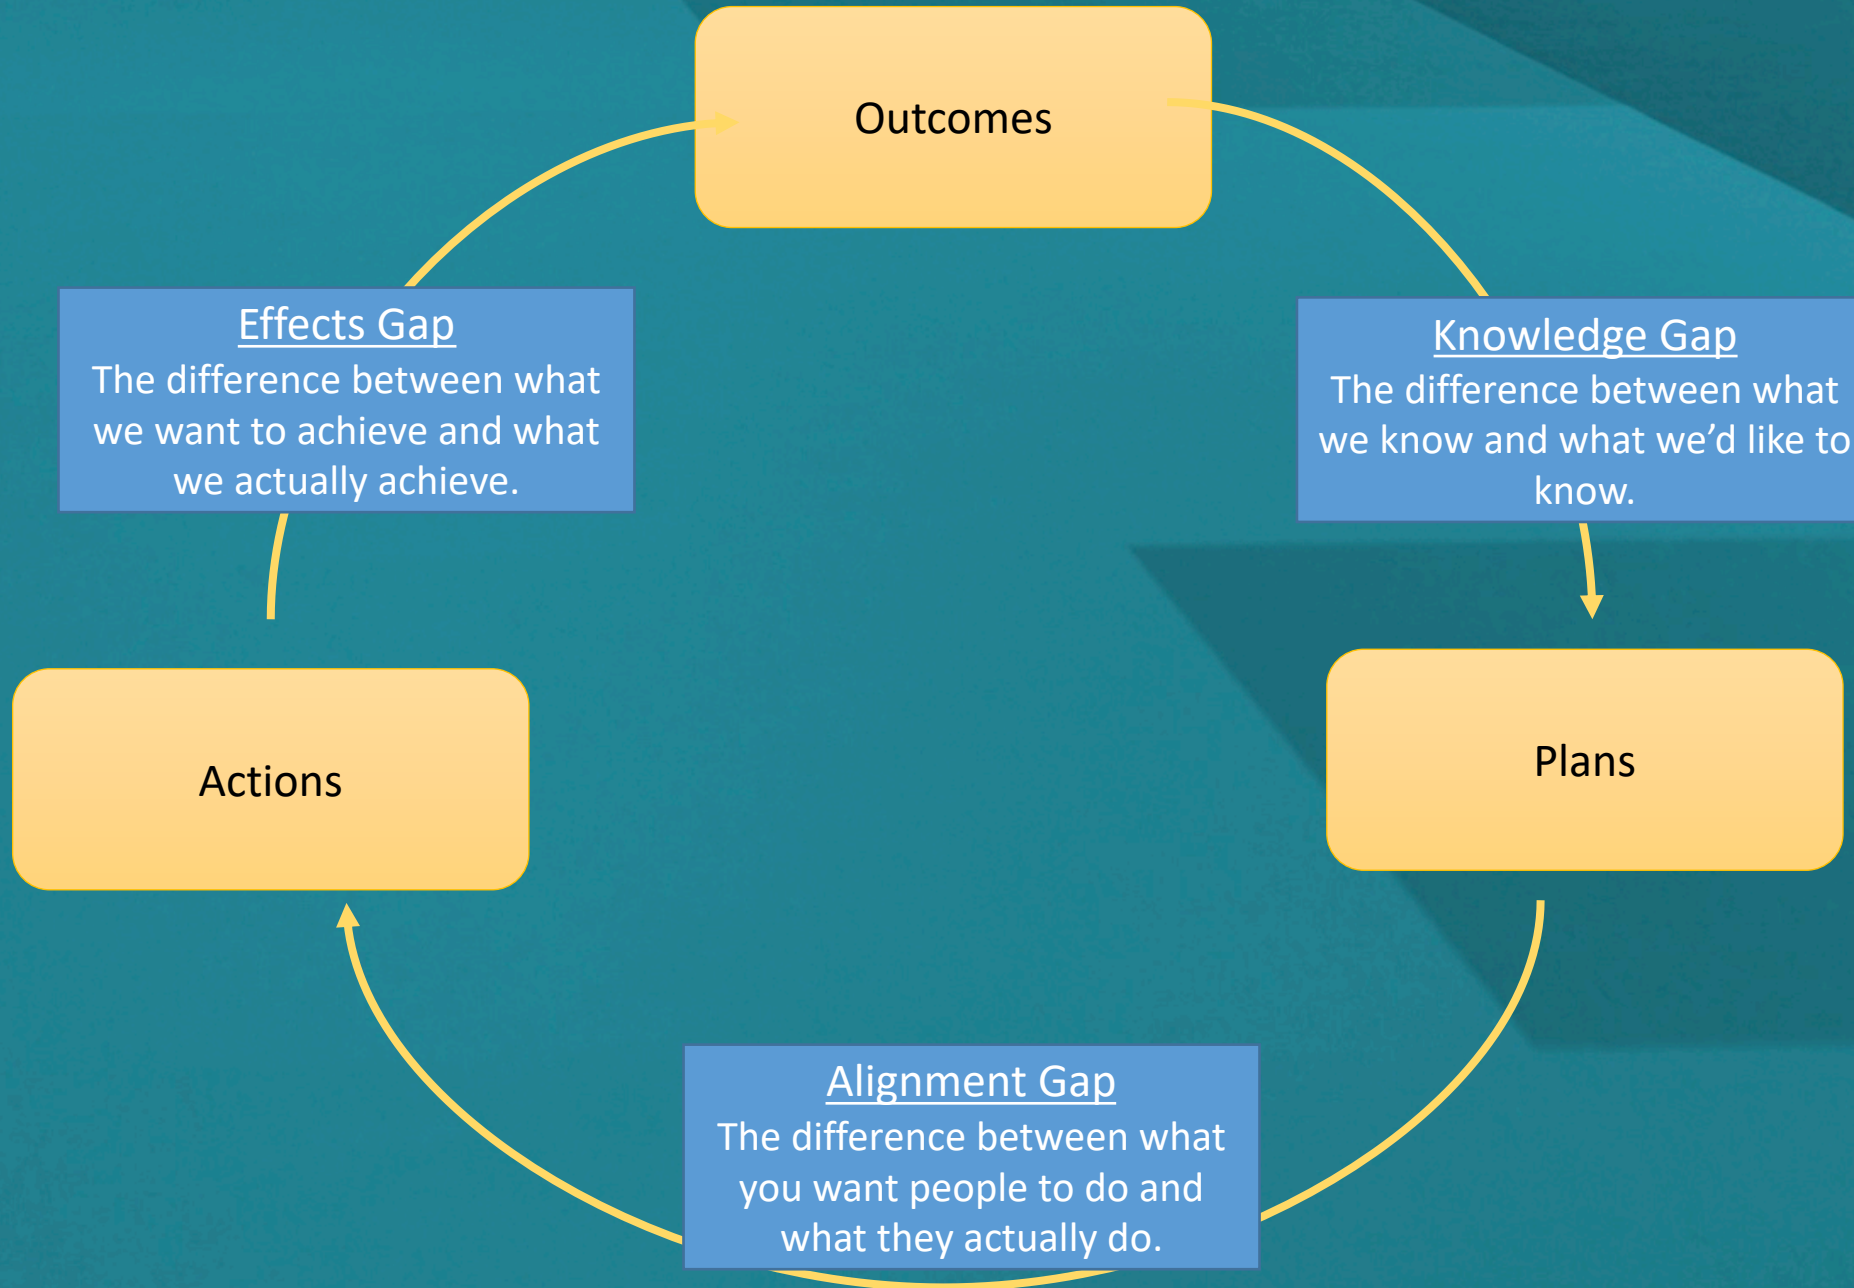 Outcomes
Effects Gap
The difference between what
we want to achieve and what
we actually achieve.
Knowledge Gap
The difference between what
we know and what we’d like to
know.
Actions
Plans
Alignment Gap
The difference between what
you want people to do and
what they actually do.